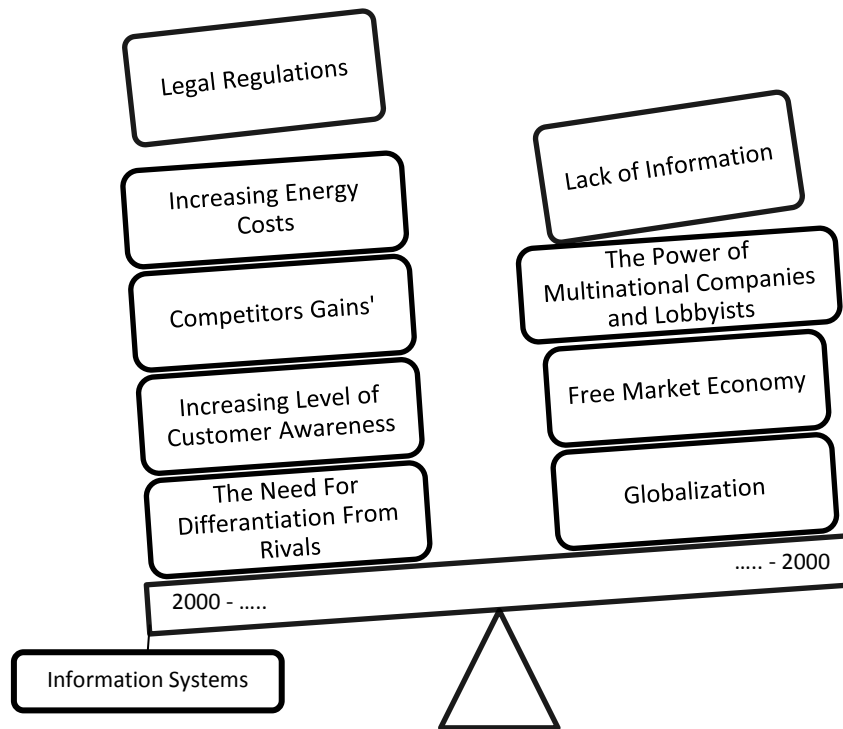 Legal Regulations
Increasing Energy
Costs
Competitors Gains'
Increasing Level of
Customer Awareness
The Need For
Differantiation From
Rivals
2000 - .....
Information Systems
Lack of Information
The Power of
Multinational Companies
and Lobbyists
Free Market Economy
Globalization
..... - 2000